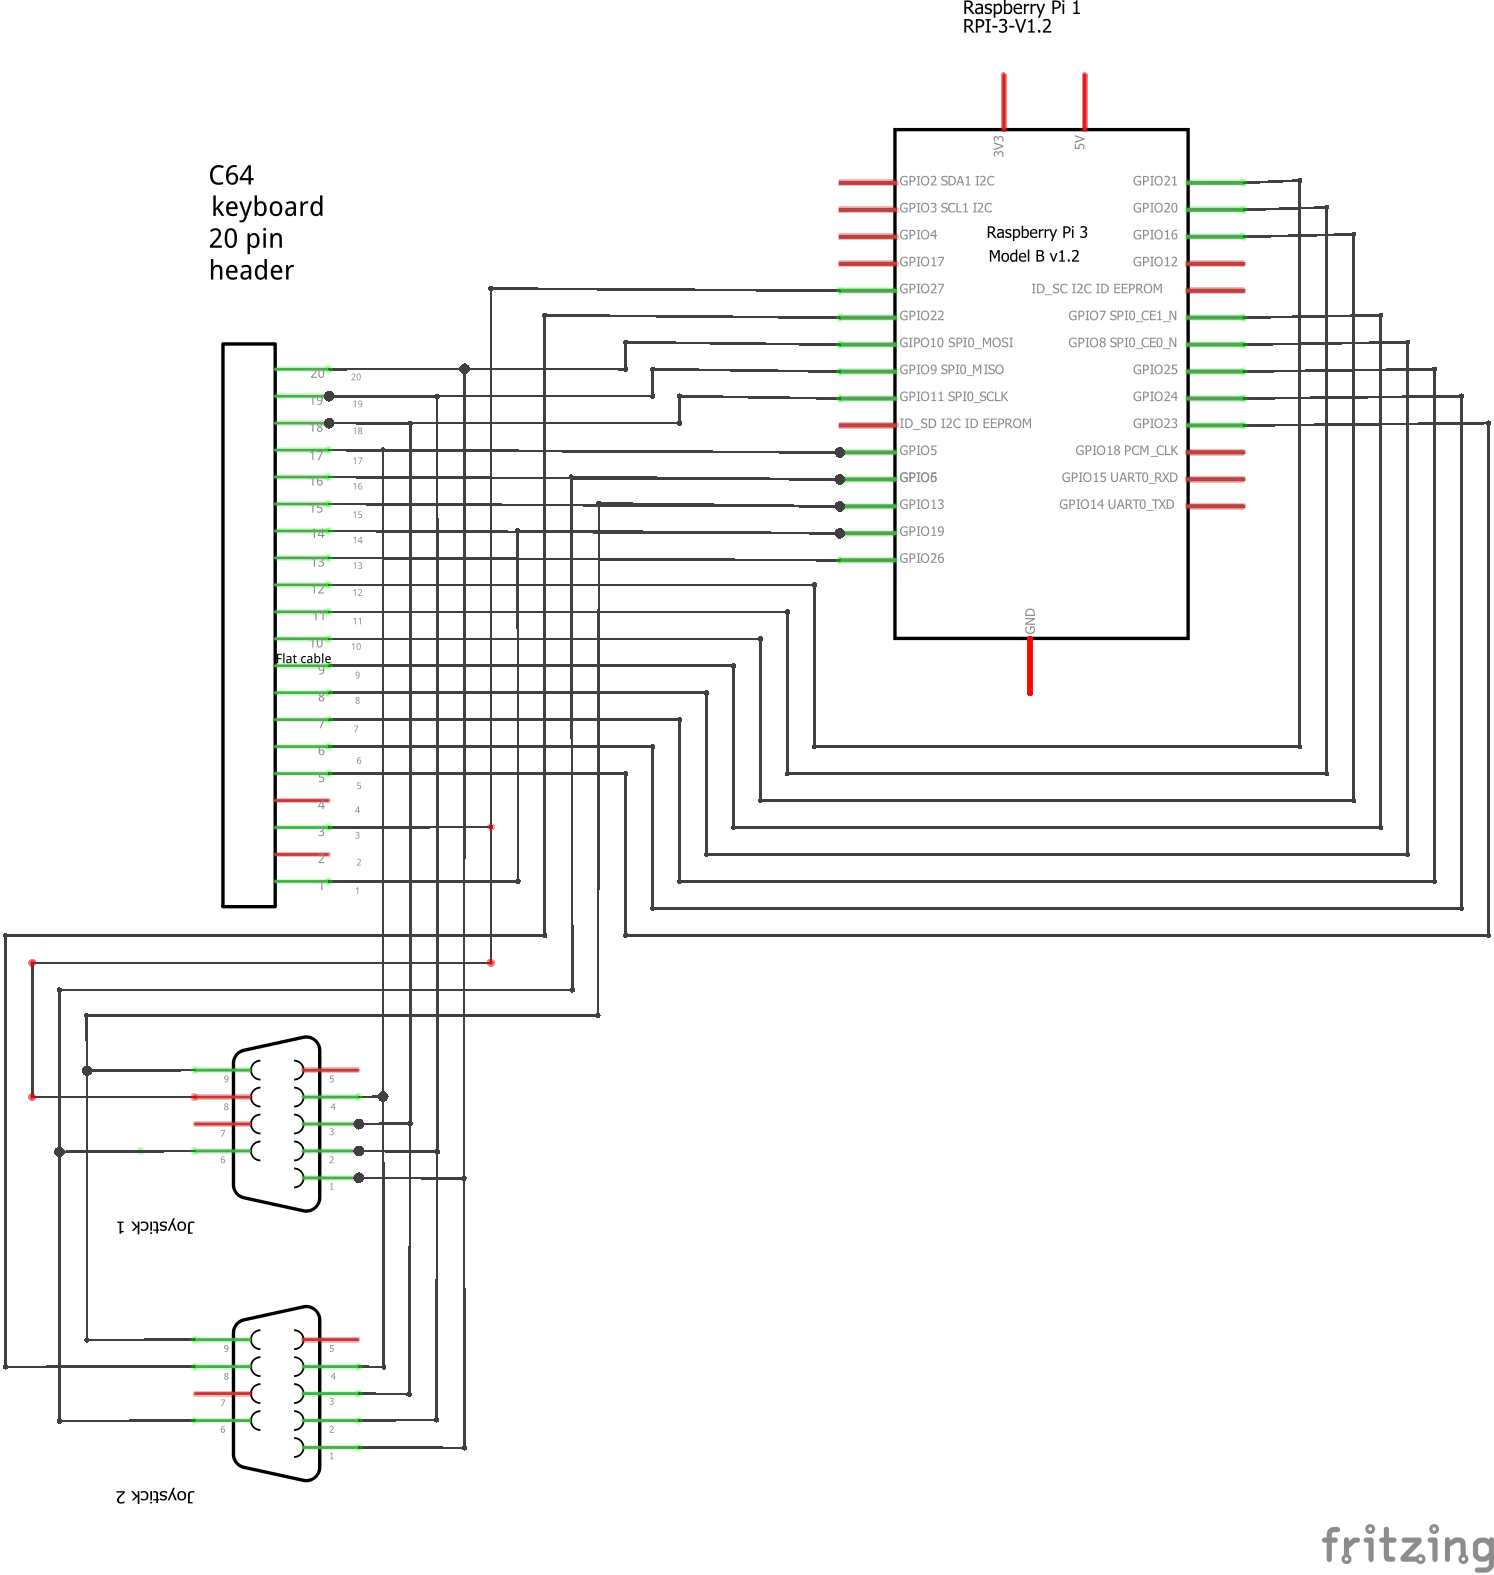 Raspberry Pi 1
RPI-3-V1.2
3V3
5V
C64
keyboard
20 pin
header
GPIO2 SDA1 I2C
GPIO3 SCL1 I2C
GPIO4
GPIO17
GPIO27
GPIO22
GIPO10 SPI0_MOSI
GPIO9 SPI0_MISO
GPIO11 SPI0_SCLK
ID_SD I2C ID EEPROM
GPIO5
GPIO6
GPIO13
GPIO19
GPIO26
Raspberry Pi 3
Model B v1.2
GPIO21
GPIO20
GPIO16
GPIO12
ID_SC I2C ID EEPROM
GPIO7 SPI0_CE1_N
GPIO8 SPI0_CE0_N
GPIO25
GPIO24
GPIO23
GPIO18 PCM_CLK
GPIO15 UART0_RXD
GPIO14 UART0_TXD
GND
20 20
19 19
18 18
17 17
16 16
15 15
14 14
13 13
12 12
11 11
10 10
Flat cable
9 9
8 8
7 7
6 6
5 5
4 4
3 3
2 2
1 1
9 5
8 4
7 3
6 2
1
Joystick 1
9 5
8 4
7 3
6 2
1
Joystick 2
fritzing